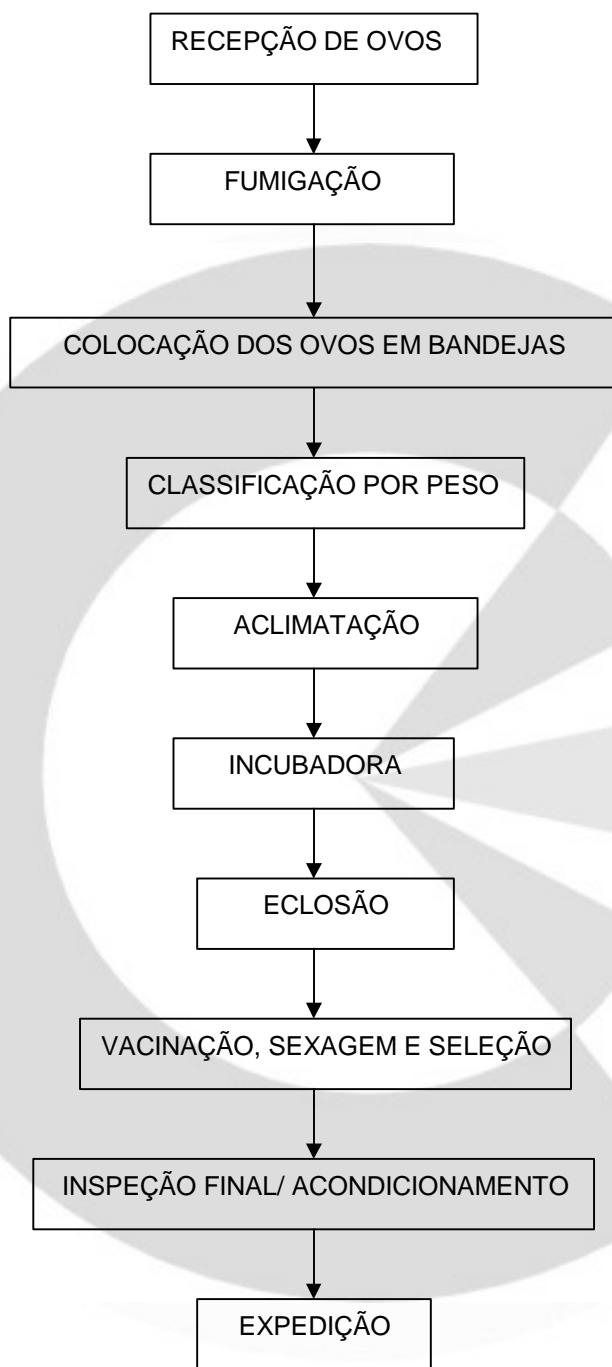 RECEPÇÃO DE OVOS
FUMIGAÇÃO
COLOCAÇÃO DOS OVOS EM BANDEJAS
CLASSIFICAÇÃO POR PESO
ACLIMATAÇÃO
INCUBADORA
ECLOSÃO
VACINAÇÃO, SEXAGEM E SELEÇÃO
INSPEÇÃO FINAL/ ACONDICIONAMENTO
EXPEDIÇÃO